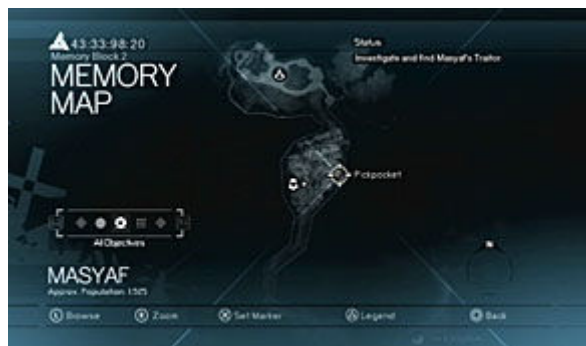 43:33:98:20
Memory Block 2
MEMORY
MAP
Status
Investigate and find Masyaf's Traitor
Pickpocket
All Objectives
MASYAF
Approx. Population: 1525
Browse
Zoom
Set Marker
Legend
Back